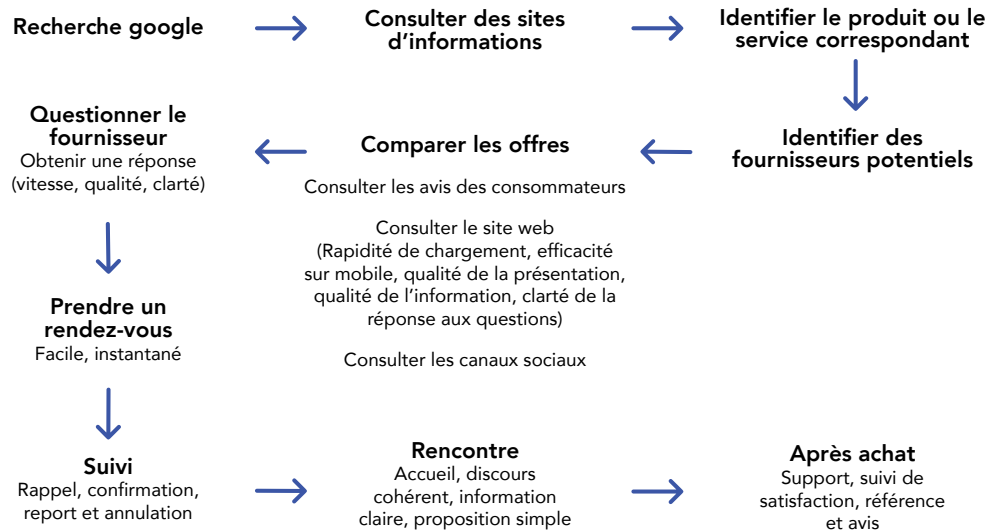 Recherche google
Consulter des sites
d’informations
Identifier le produit ou le
service correspondant
Identifier des
fournisseurs potentiels
Comparer les offres
Consulter les avis des consommateurs
Consulter le site web
(Rapidité de chargement, efficacité
sur mobile, qualité de la présentation,
qualité de l’information, clarté de la
réponse aux questions)
Consulter les canaux sociaux
Questionner le
fournisseur
Obtenir une réponse
(vitesse, qualité, clarté)
Prendre un
rendez-vous
Facile, instantané
Suivi
Rappel, confirmation,
report et annulation
Rencontre
Accueil, discours
cohérent, information
claire, proposition simple
Après achat
Support, suivi de
satisfaction, référence
et avis